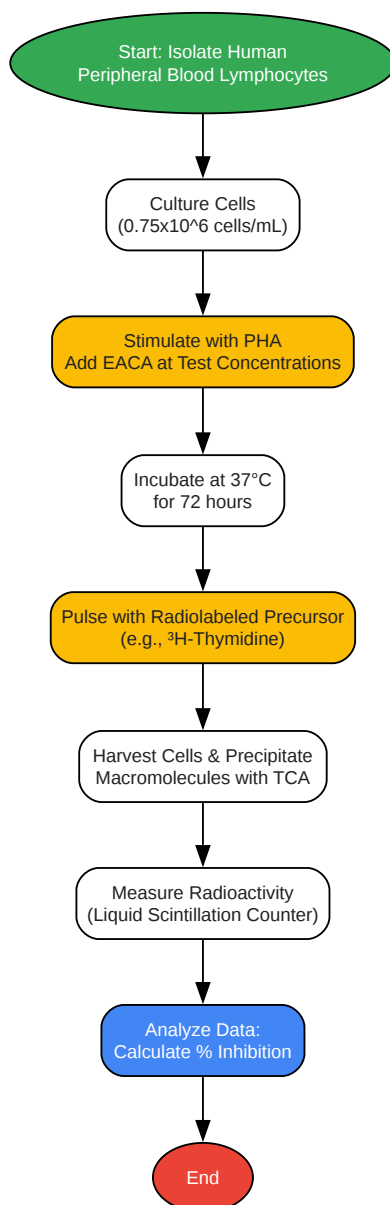 Start: Isolate Human
Peripheral Blood Lymphocytes
Culture Cells
(0.75x10^6 cells/mL)
Stimulate with PHA
Add EACA at Test Concentrations
Incubate at 37°C
for 72 hours
Pulse with Radiolabeled Precursor
(e.g., ³H-Thymidine)
Harvest Cells & Precipitate
Macromolecules with TCA
Measure Radioactivity
(Liquid Scintillation Counter)
Analyze Data:
Calculate % Inhibition
End